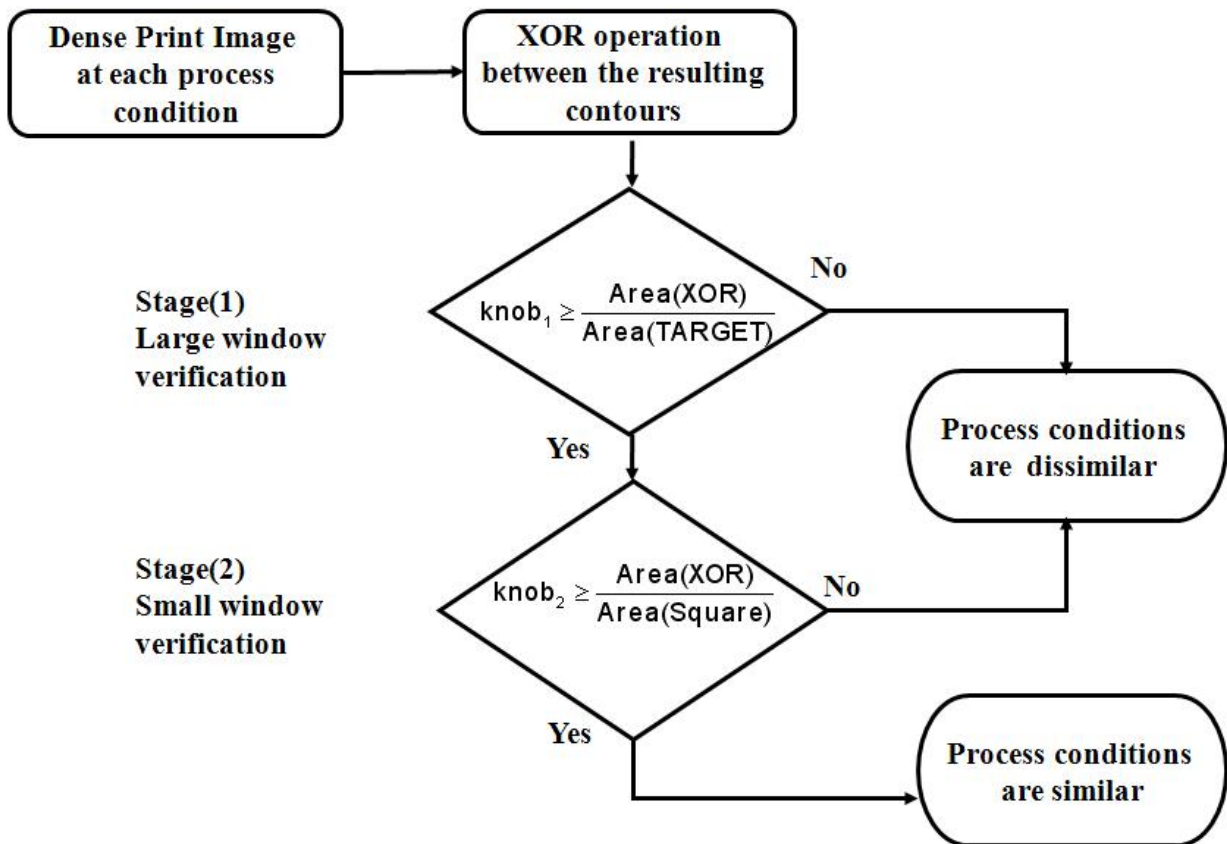 Dense Print Image
at each process
condition
XOR operation
between the resulting
contours
Stage(1)
Large window
verification
knob₁ ≥ Area(XOR)
Area(TARGET)
No
Yes
Process conditions
are dissimilar
Stage(2)
Small window
verification
knob₂ ≥ Area(XOR)
Area(Square)
No
Yes
Process conditions
are similar